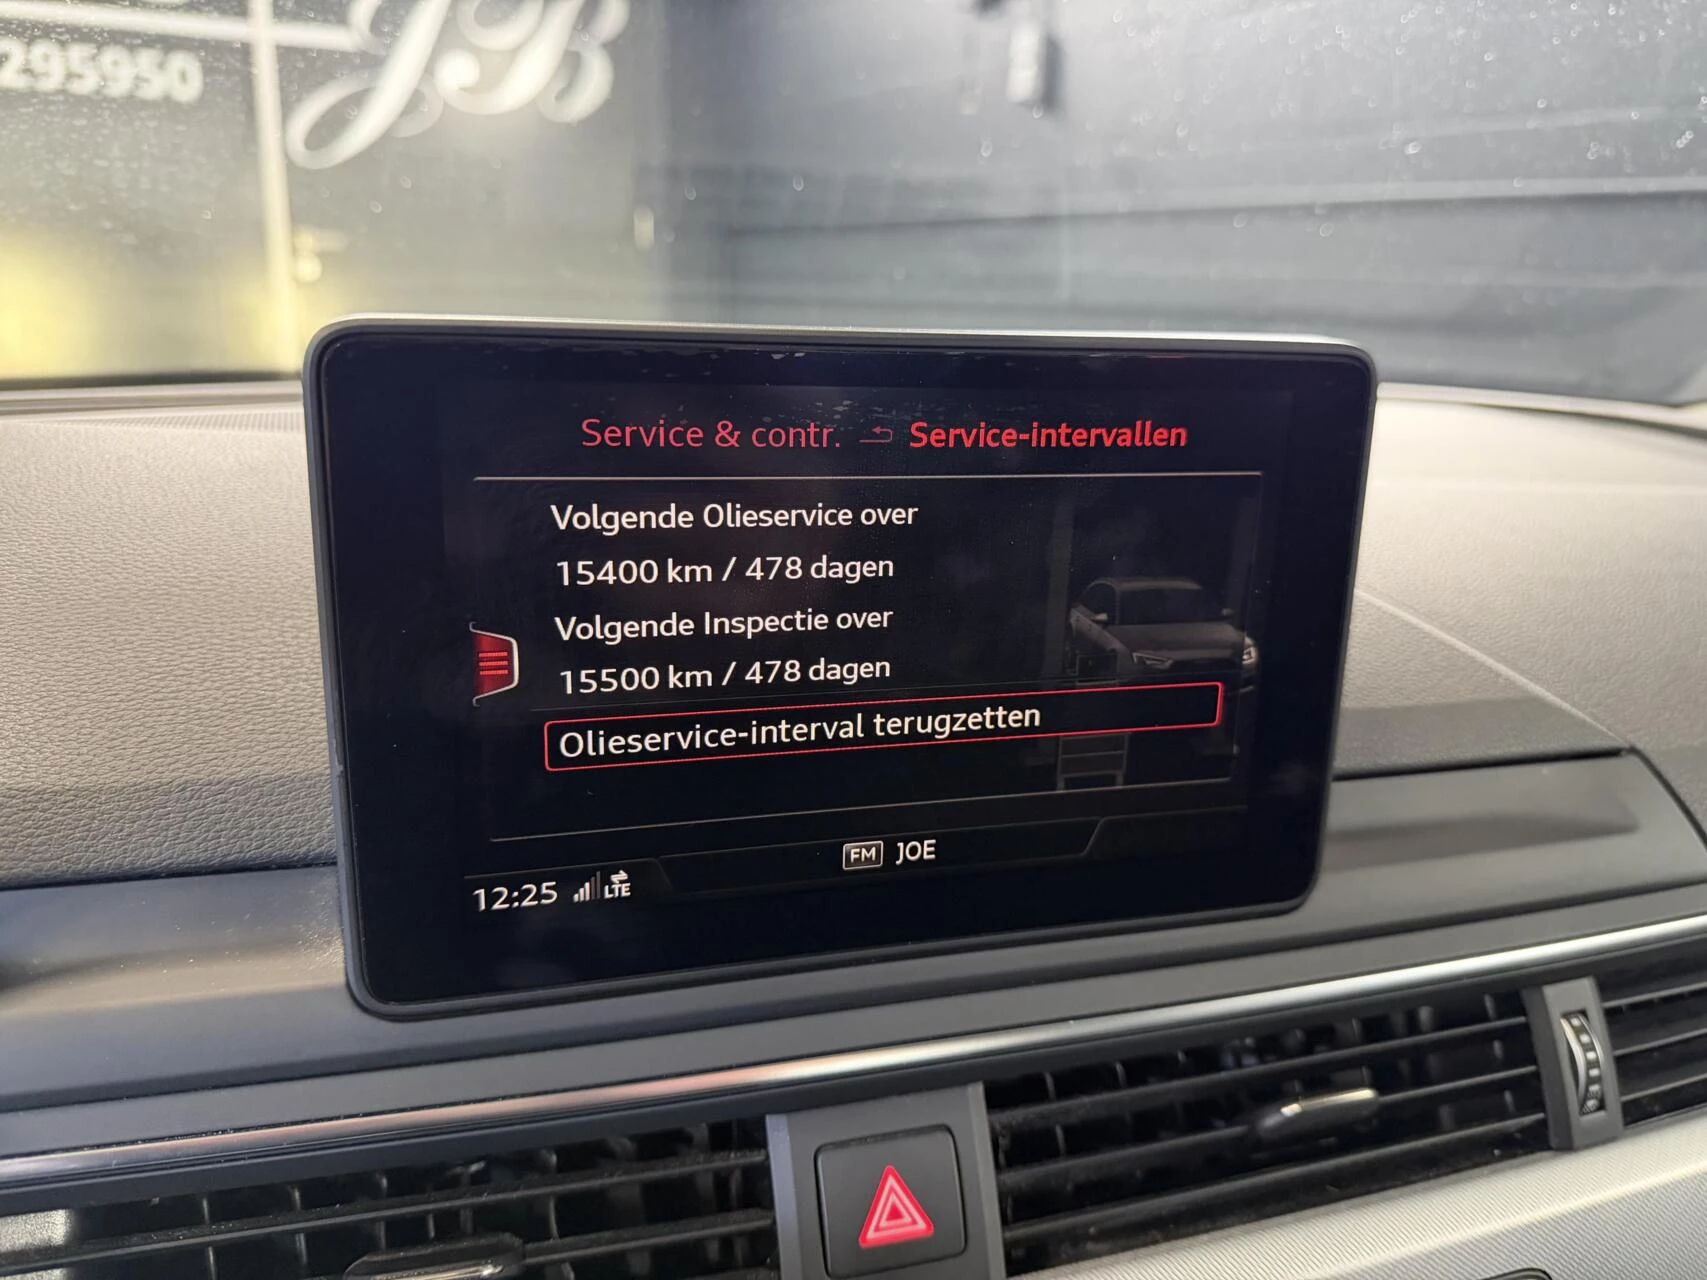 295950
JB
Service & contr. Service-intervallen
Volgende Olieservice over
15400 km / 478 dagen
Volgende Inspectie over
15500 km / 478 dagen
Olieservice-interval terugzetten
FM JOE
12:25 LTE